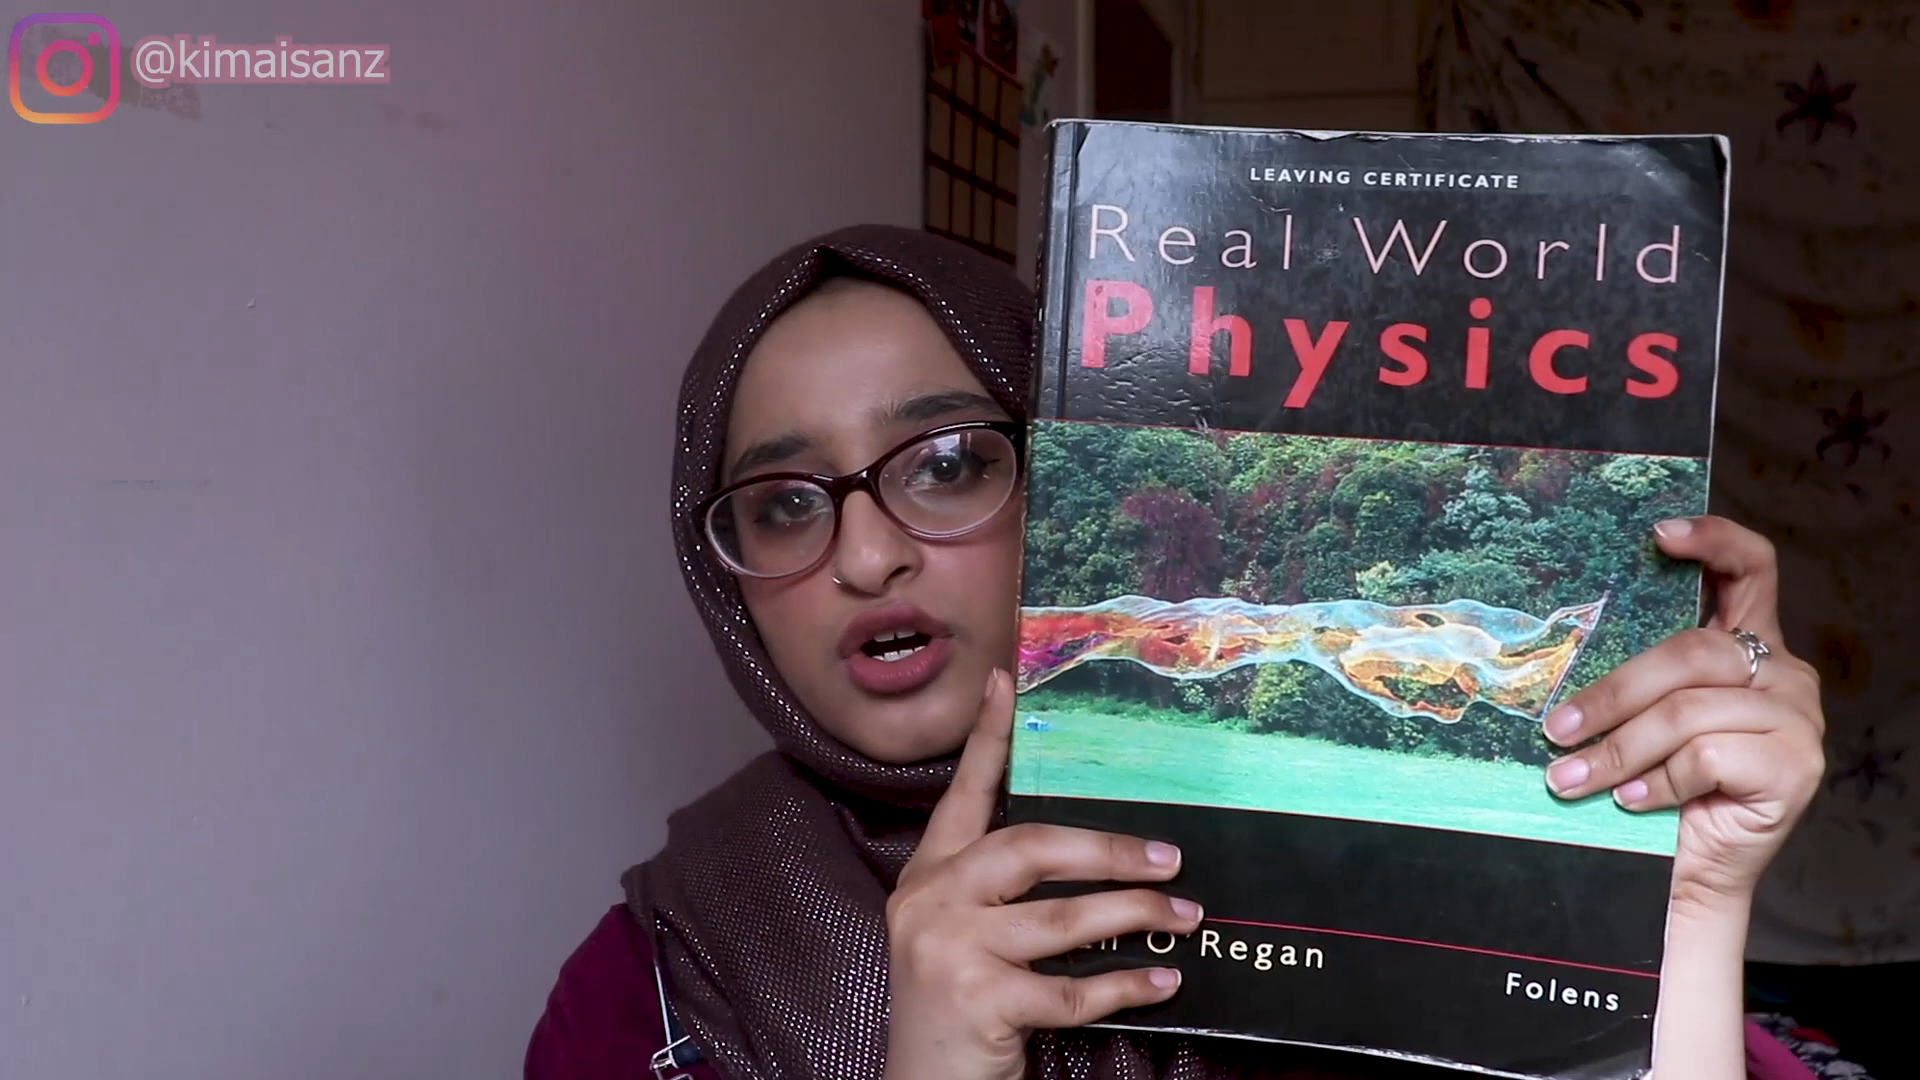 @kimaisanz
LEAVING CERTIFICATE
Real World
Physics
O'Regan
Folens